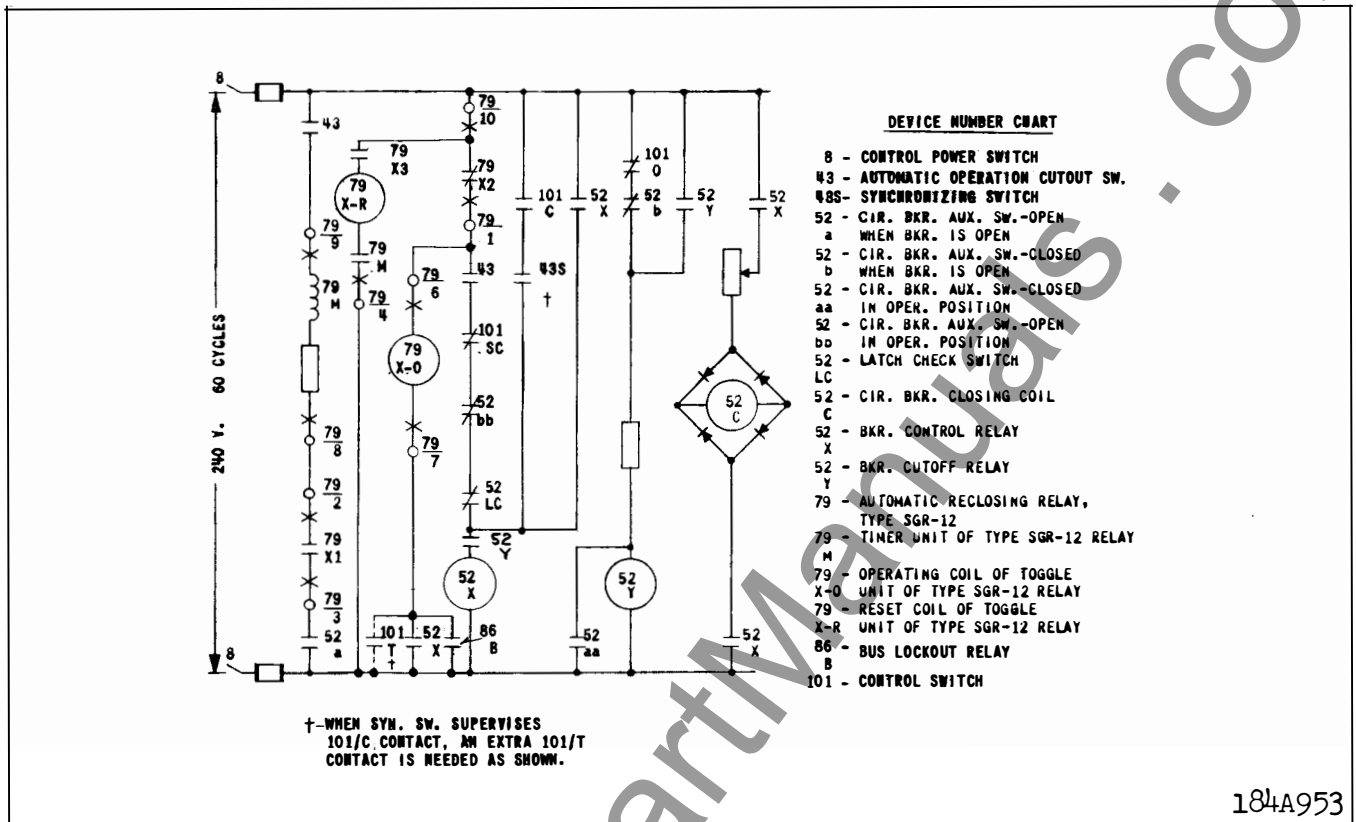 8
43
79
X3
79
X-R
79
M
79
4
79
9
79
M
79
8
79
2
79
X1
79
3
52
a
8
240 V. 60 CYCLES
79
10
79
X2
79
1
79
6
79
X-O
79
7
43
101
SC
52
bb
52
LC
52
Y
52
X
101
T
†
52
X
86
B
101
C
43S
†
52
X
101
O
52
b
52
Y
52
Y
52
aa
52
X
52
C
52
X
DEVICE NUMBER CHART
8 - CONTROL POWER SWITCH
43 - AUTOMATIC OPERATION CUTOUT SW.
48S- SYNCHRONIZING SWITCH
52 - CIR. BKR. AUX. SW.-OPEN
a WHEN BKR. IS OPEN
52 - CIR. BKR. AUX. SW.-CLOSED
b WHEN BKR. IS OPEN
52 - CIR. BKR. AUX. SW.-CLOSED
aa IN OPER. POSITION
52 - CIR. BKR. AUX. SW.-OPEN
bb IN OPER. POSITION
52 - LATCH CHECK SWITCH
LC
52 - CIR. BKR. CLOSING COIL
C
52 - BKR. CONTROL RELAY
X
52 - BKR. CUTOFF RELAY
Y
79 - AUTOMATIC RECLOSING RELAY,
TYPE SGR-12
79 - TIMER UNIT OF TYPE SGR-12 RELAY
M
79 - OPERATING COIL OF TOGGLE
X-O UNIT OF TYPE SGR-12 RELAY
79 - RESET COIL OF TOGGLE
X-R UNIT OF TYPE SGR-12 RELAY
86 - BUS LOCKOUT RELAY
B
101 - CONTROL SWITCH
†-WHEN SYN. SW. SUPERVISES
101/C CONTACT, AN EXTRA 101/T
CONTACT IS NEEDED AS SHOWN.
184A953
artManuals.co